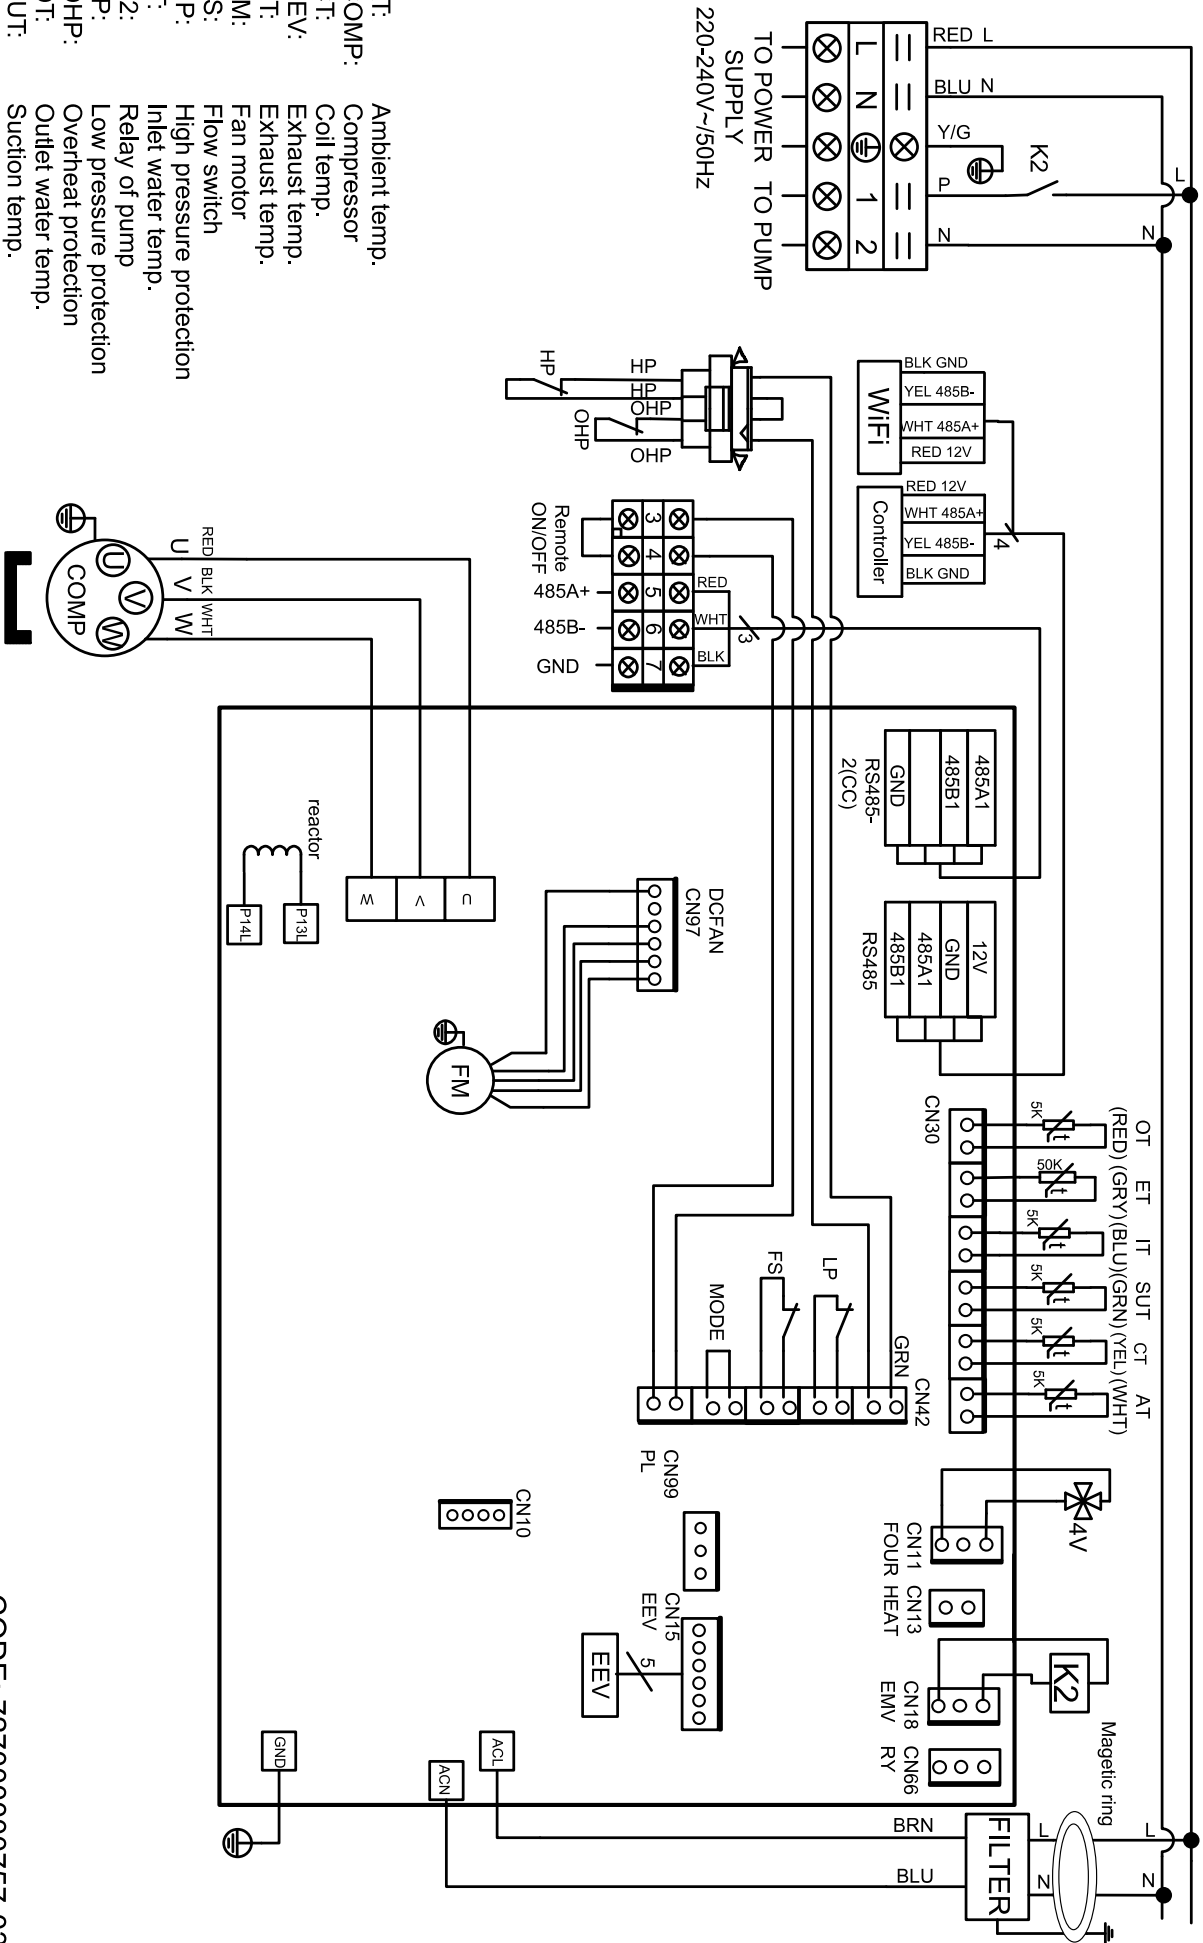 RED L
BLU N
Y/G
P
N
K2
L
N
L
N
1
2
TO POWER
SUPPLY
220-240V~/50Hz
TO PUMP
BLK GND
YEL 485B-
WHT 485A+
RED 12V
WiFi
RED 12V
WHT 485A+
YEL 485B-
BLK GND
Controller
4
HP
HP
HP
OHP
OHP
OHP
3
4
5
6
7
Remote
ON/OFF
485A+
485B-
GND
RED
WHT
BLK
3
U
V
W
COMP
RED
BLK
WHT
U
V
W
T:
OMP:
T:
EV:
T:
M:
S:
P:
:
2:
P:
OHP:
OT:
UT:
Ambient temp.
Compressor
Coil temp.
Exhaust temp.
Exhaust temp.
Fan motor
Flow switch
High pressure protection
Inlet water temp.
Relay of pump
Low pressure protection
Overheat protection
Outlet water temp.
Suction temp.
485A1
485B1
GND
RS485-
2(CC)
12V
GND
485A1
485B1
RS485
reactor
P14L
P13L
W
V
U
DCFAN
CN97
FM
CN30
5K
50K
5K
5K
5K
5K
t
t
t
t
t
t
OT
(RED)
ET
(GRY)
IT
(BLU)
SUT
(GRN)
CT
(YEL)
AT
(WHT)
LP
FS
MODE
GRN
CN42
CN99
PL
CN10
CN15
EEV
5
EEV
4V
CN11
FOUR
CN13
HEAT
K2
CN18
EMV
CN66
RY
Magetic ring
GND
ACN
ACL
BRN
BLU
FILTER
L
N
L
N